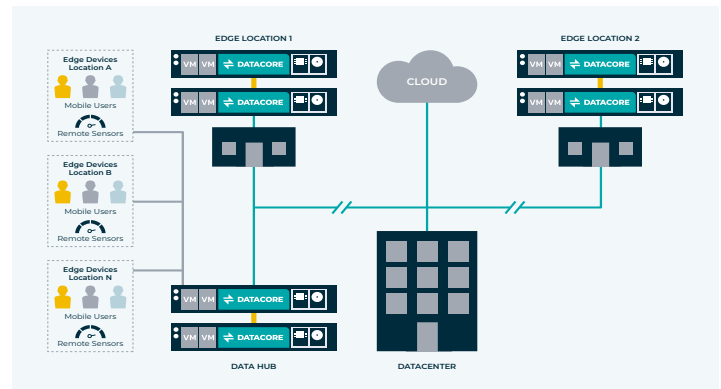 EDGE LOCATION 1
EDGE LOCATION 2
Edge Devices
Location A
Mobile Users
Remote Sensors
VM VM DATACORE
VM VM DATACORE
CLOUD
VM VM DATACORE
VM VM DATACORE
Edge Devices
Location B
Mobile Users
Remote Sensors
Edge Devices
Location N
Mobile Users
Remote Sensors
VM VM DATACORE
VM VM DATACORE
DATA HUB
DATACENTER